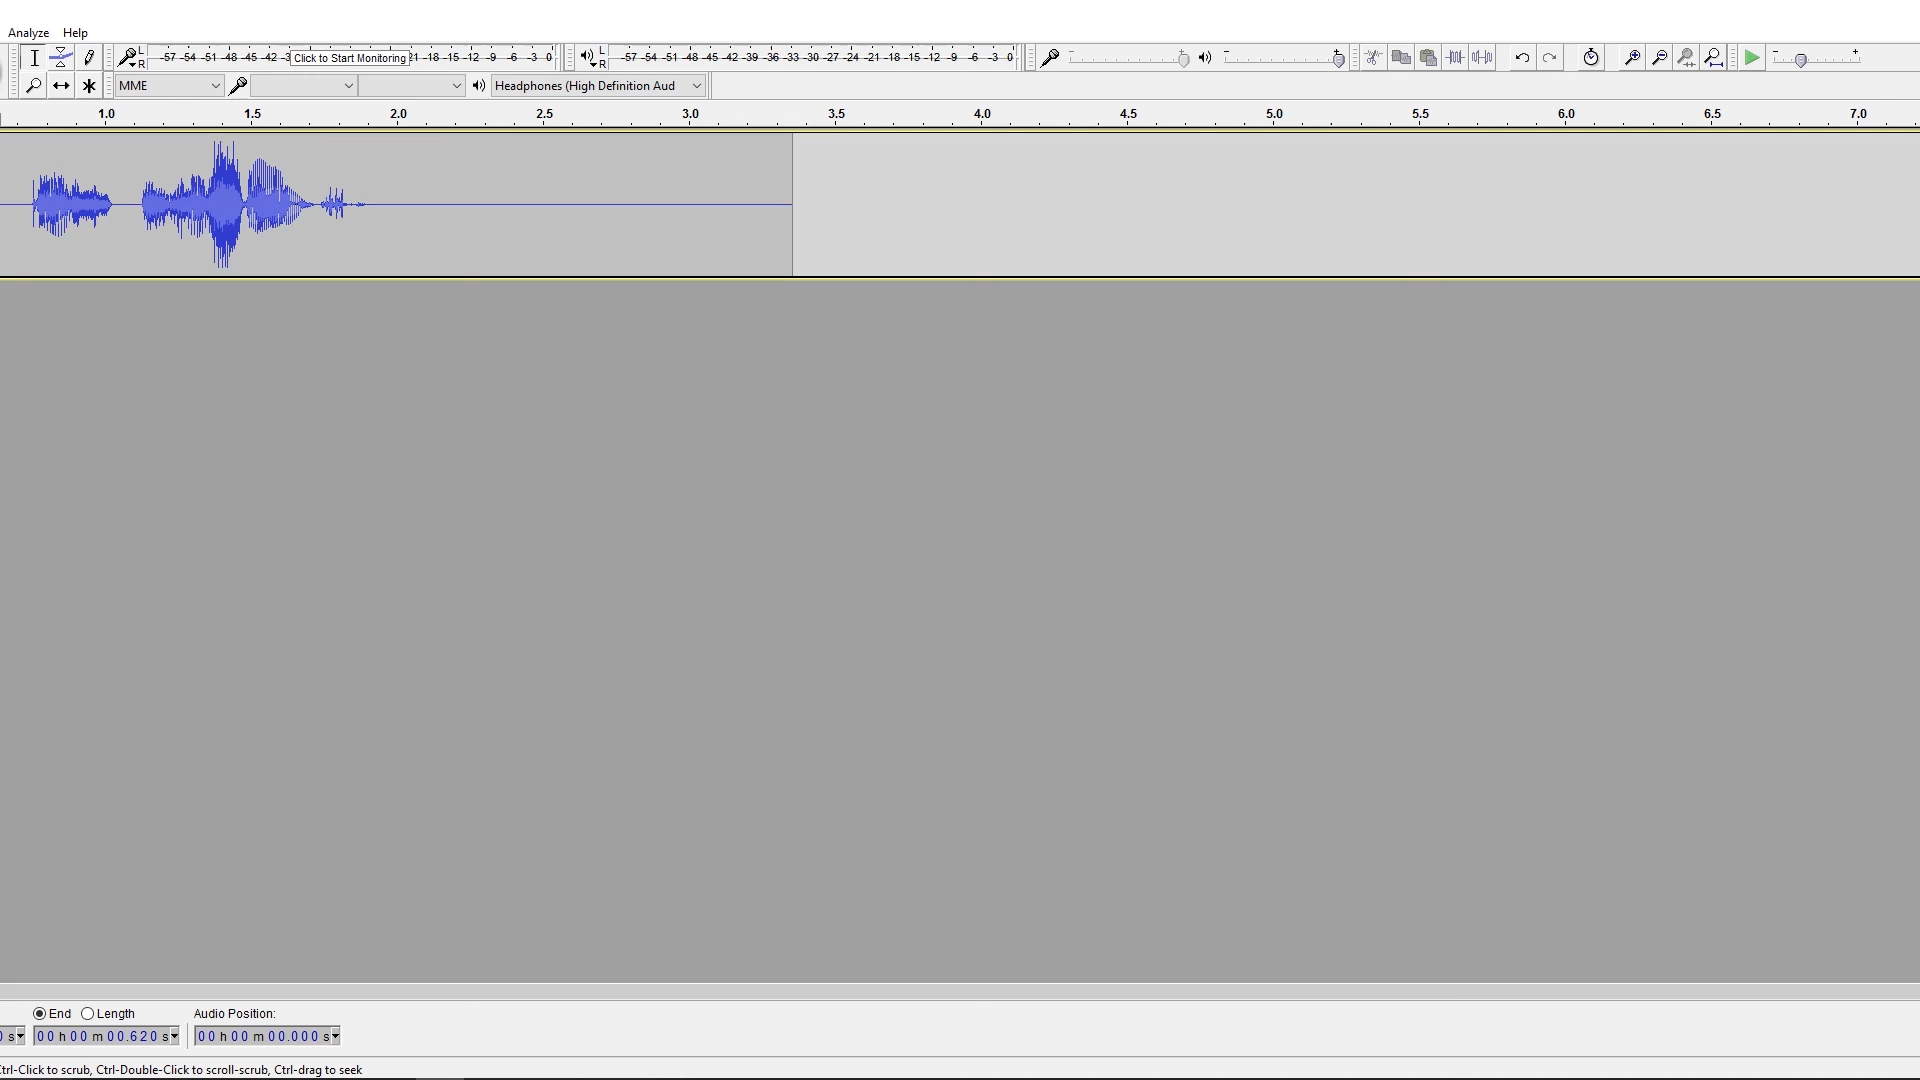 Analyze Help
L R -57 -54 -51 -48 -45 -42 -3 Click to Start Monitoring 21 -18 -15 -12 -9 -6 -3 0 L R -57 -54 -51 -48 -45 -42 -39 -36 -33 -30 -27 -24 -21 -18 -15 -12 -9 -6 -3 0 - + - + - +
MME Headphones (High Definition Aud
1.0 1.5 2.0 2.5 3.0 3.5 4.0 4.5 5.0 5.5 6.0 6.5 7.0
End Length Audio Position:
0 s 00 h 00 m 00.620 s 00 h 00 m 00.000 s
Ctrl-Click to scrub, Ctrl-Double-Click to scroll-scrub, Ctrl-drag to seek